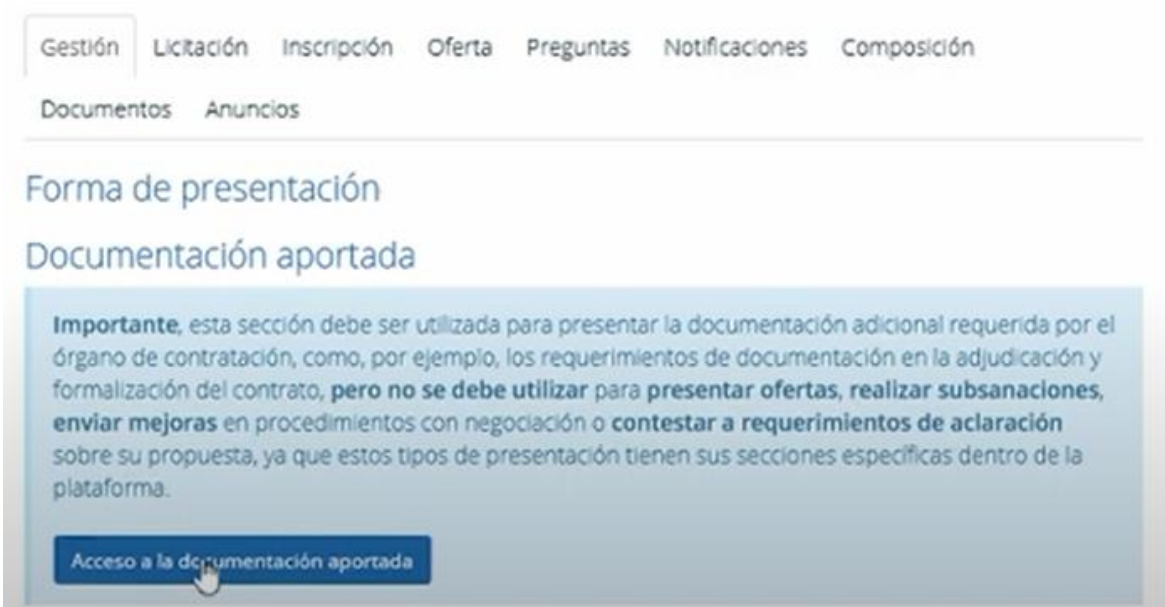 Gestión Licitación Inscripción Oferta Preguntas Notificaciones Composición
Documentos Anuncios
Forma de presentación
Documentación aportada
Importante, esta sección debe ser utilizada para presentar la documentación adicional requerida por el
órgano de contratación, como, por ejemplo, los requerimientos de documentación en la adjudicación y
formalización del contrato, pero no se debe utilizar para presentar ofertas, realizar subsanaciones,
enviar mejoras en procedimientos con negociación o contestar a requerimientos de aclaración
sobre su propuesta, ya que estos tipos de presentación tienen sus secciones específicas dentro de la
plataforma.
Acceso a la documentación aportada